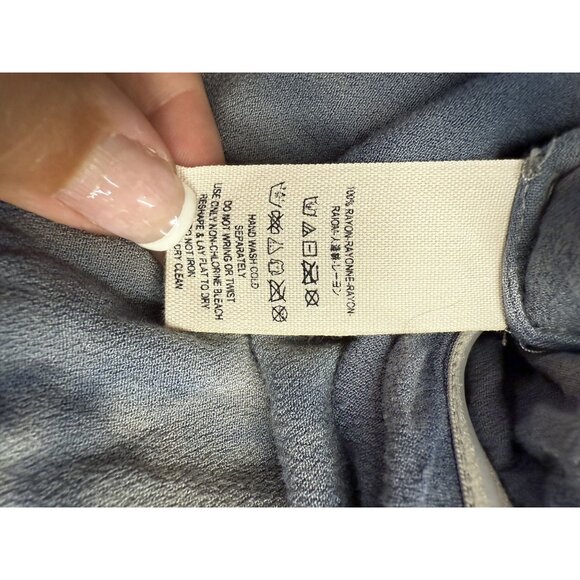 100% RAYON-RAYONNE-RAYON-
HAND WASH COLD
SEPARATELY
DO NOT WRING OR TWIST
USE ONLY NON-CHLORINE BLEACH
RESHAPE & LAY FLAT TO DRY
NOT IRON
DRY CLEAN